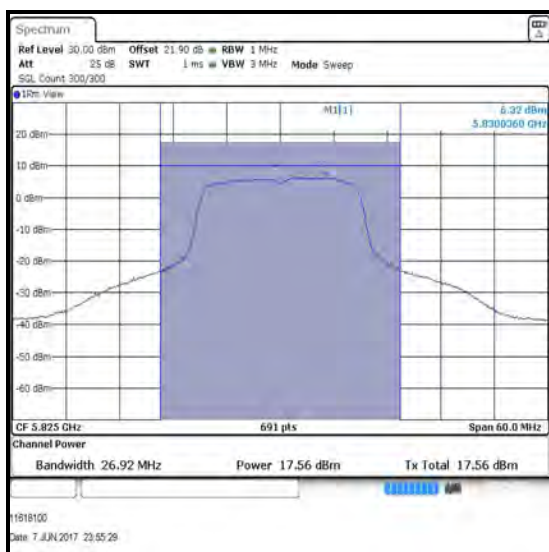 Spectrum
Ref Level 30.00 dBm Offset 21.90 dB RBW 1 MHz
Att 25 dB SWT 1 ms VBW 3 MHz Mode Sweep
SGL Count 300/300
1Rm View
M1[1] 6.32 dBm
5.8300360 GHz
20 dBm
10 dBm
0 dBm
-10 dBm
-20 dBm
-30 dBm
-40 dBm
-50 dBm
-60 dBm
CF 5.825 GHz 691 pts Span 60.0 MHz
Channel Power
Bandwidth 26.92 MHz Power 17.56 dBm Tx Total 17.56 dBm
11618100
Date: 7.JUN.2017 23:55:29